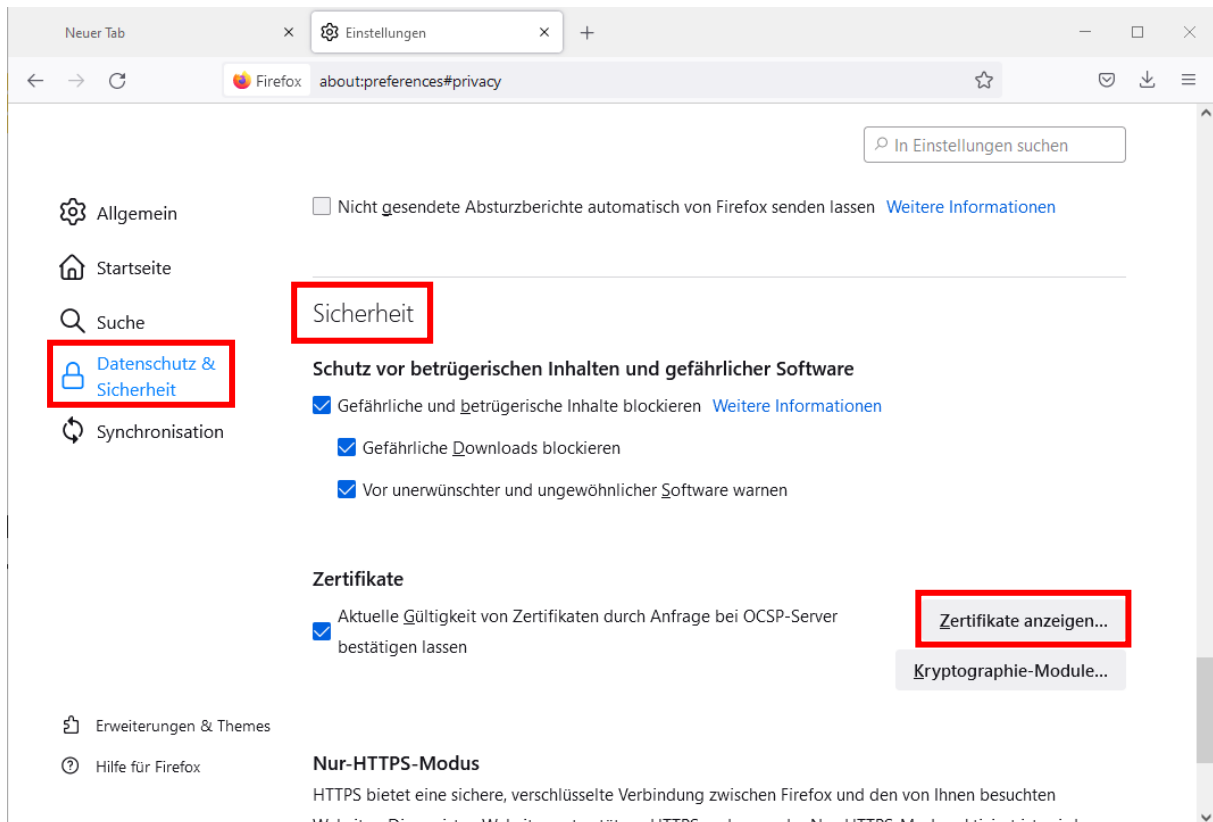 Neuer Tab
Einstellungen
Firefox about:preferences#privacy
In Einstellungen suchen
Allgemein
Startseite
Suche
Datenschutz &
Sicherheit
Synchronisation
Erweiterungen & Themes
Hilfe für Firefox
Nicht gesendete Absturzberichte automatisch von Firefox senden lassen Weitere Informationen
Sicherheit
Schutz vor betrügerischen Inhalten und gefährlicher Software
Gefährliche und betrügerische Inhalte blockieren Weitere Informationen
Gefährliche Downloads blockieren
Vor unerwünschter und ungewöhnlicher Software warnen
Zertifikate
Aktuelle Gültigkeit von Zertifikaten durch Anfrage bei OCSP-Server
bestätigen lassen
Zertifikate anzeigen...
Kryptographie-Module...
Nur-HTTPS-Modus
HTTPS bietet eine sichere, verschlüsselte Verbindung zwischen Firefox und den von Ihnen besuchten